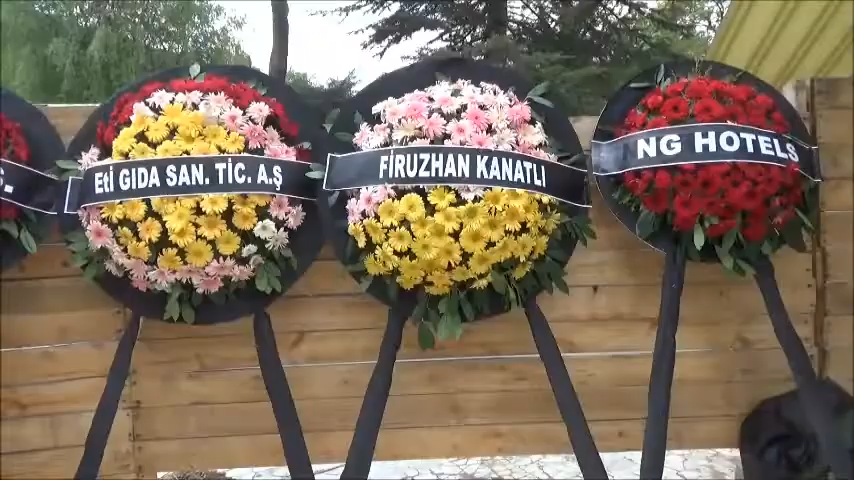 ETİ GIDA SAN. TİC. A.Ş
FİRUZHAN KANATLI
NG HOTELS